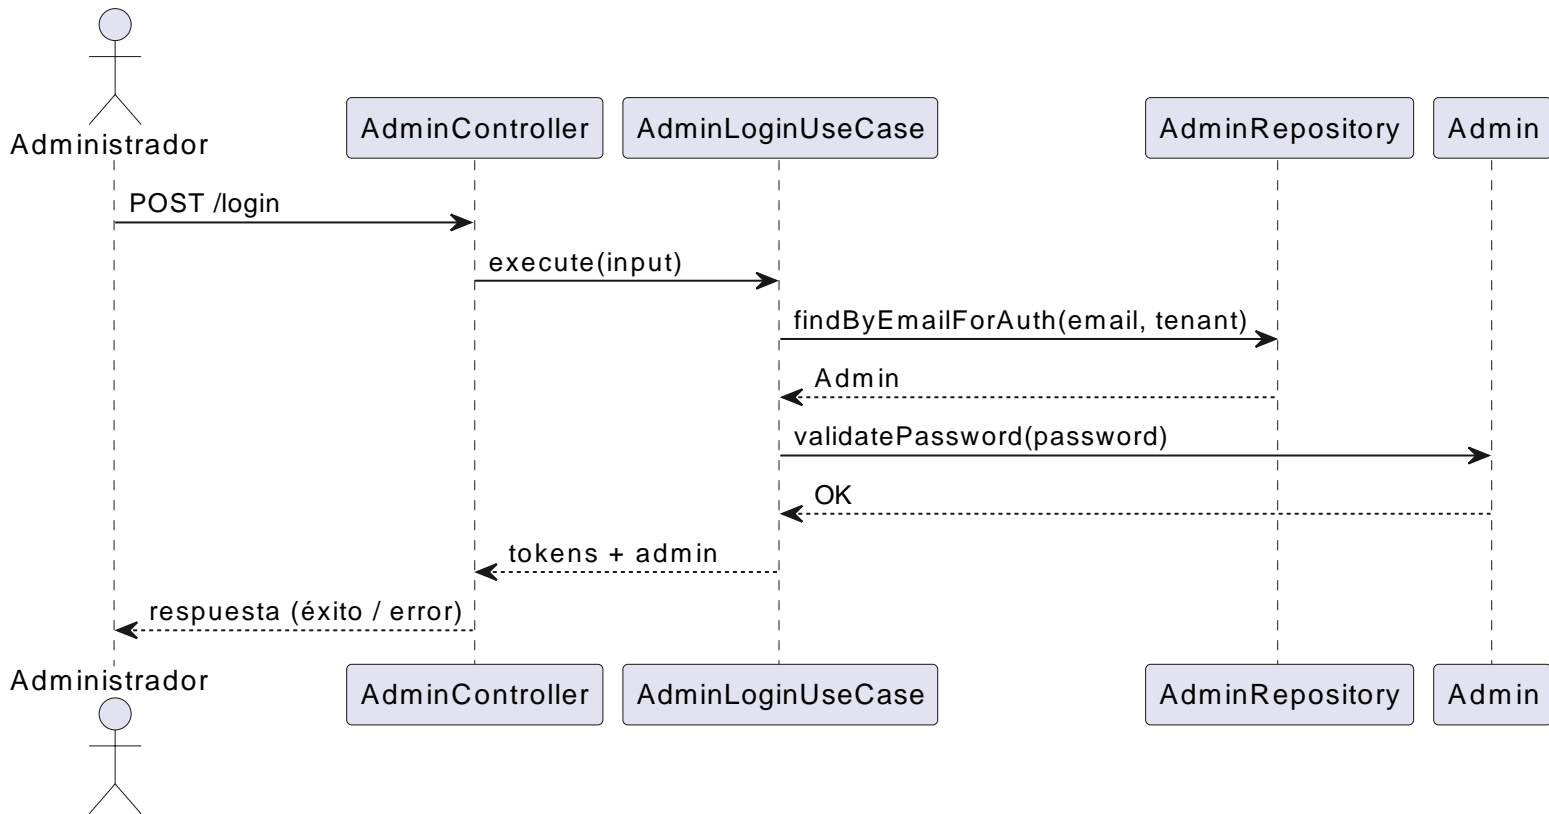 Administrador
AdminController
AdminLoginUseCase
AdminRepository
Admin
POST /login
execute(input)
findByEmailForAuth(email, tenant)
Admin
validatePassword(password)
OK
tokens + admin
respuesta (éxito / error)
Administrador
AdminController
AdminLoginUseCase
AdminRepository
Admin